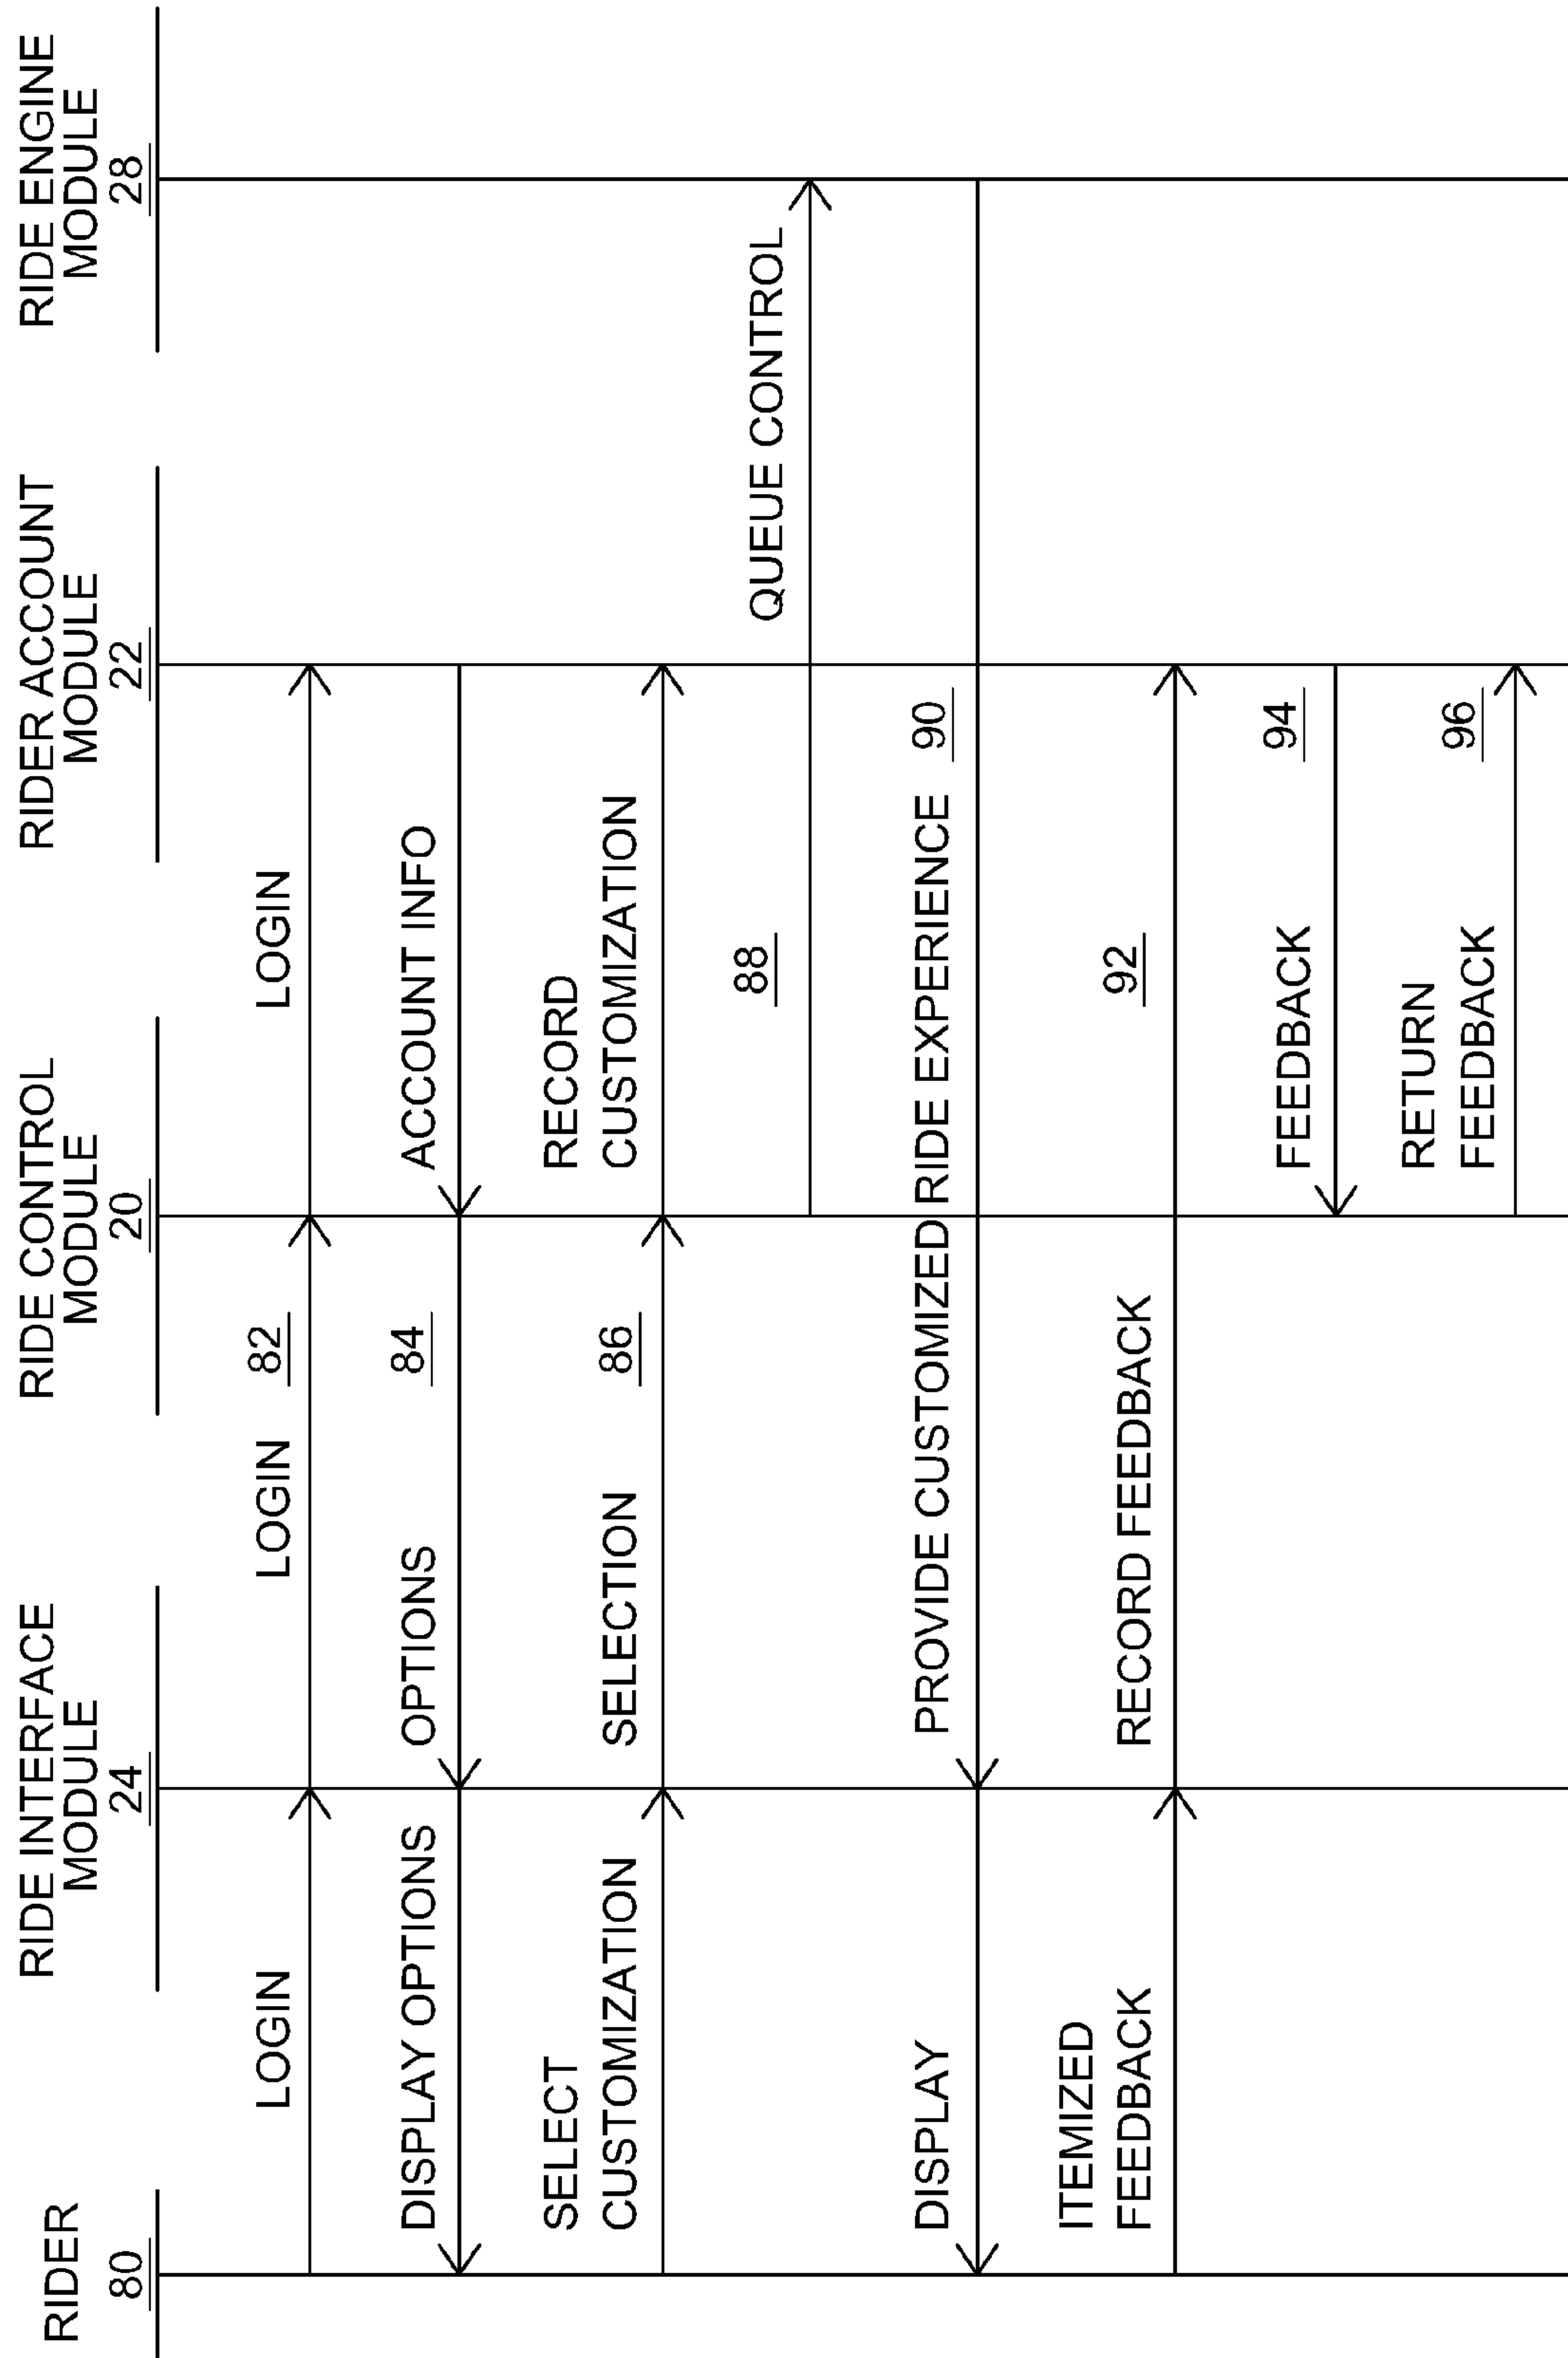 RIDER
80
RIDE INTERFACE
MODULE
24
RIDE CONTROL
MODULE
20
RIDER ACCOUNT
MODULE
22
RIDE ENGINE
MODULE
28
LOGIN
LOGIN
82
LOGIN
DISPLAY OPTIONS
OPTIONS
84
ACCOUNT INFO
SELECT
CUSTOMIZATION
SELECTION
86
RECORD
CUSTOMIZATION
88
QUEUE CONTROL
DISPLAY
PROVIDE CUSTOMIZED RIDE EXPERIENCE
90
ITEMIZED
FEEDBACK
RECORD FEEDBACK
92
FEEDBACK
94
RETURN
FEEDBACK
96